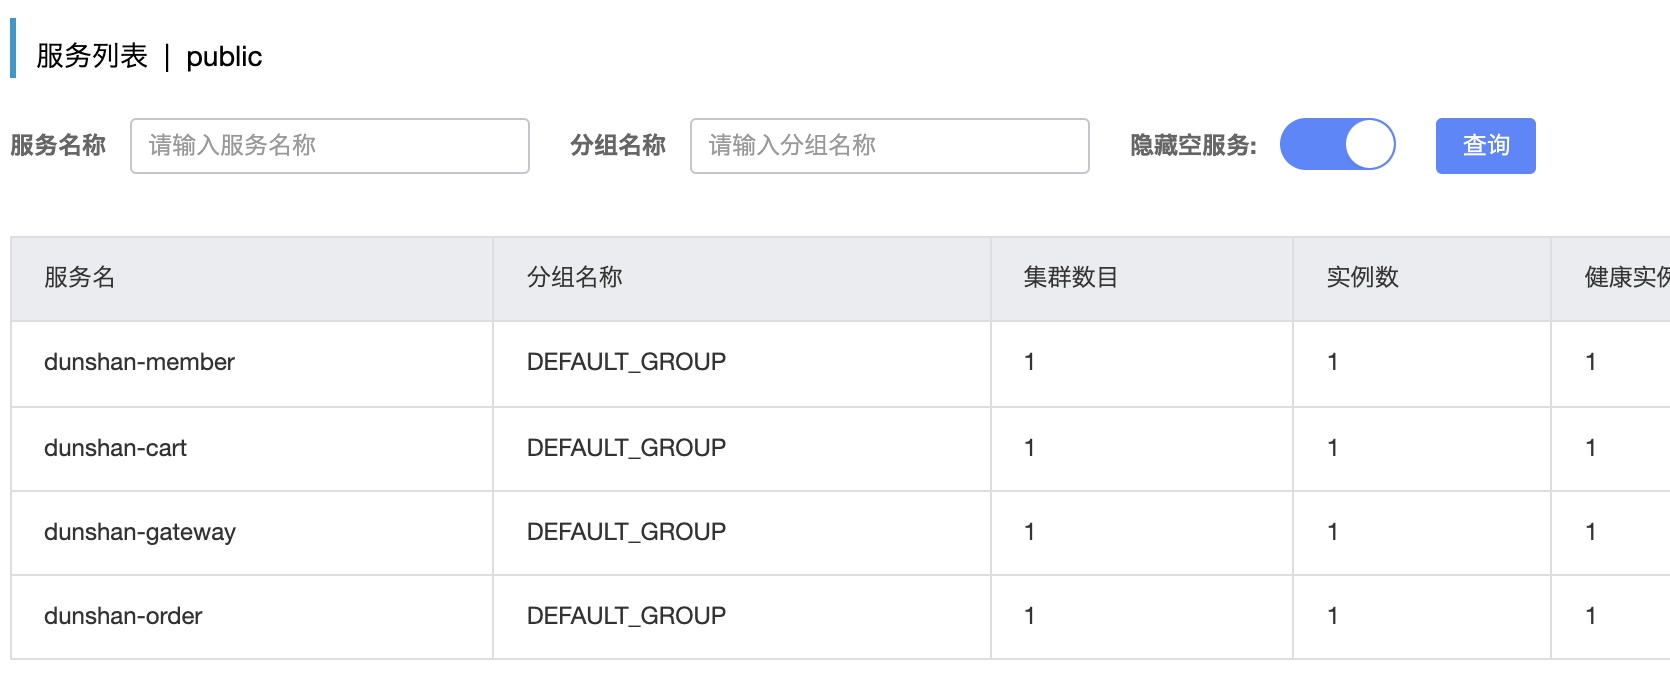 服务列表 | public
服务名称 请输入服务名称 分组名称 请输入分组名称 隐藏空服务: 查询
服务名 分组名称 集群数目 实例数 健康实例
dunshan-member DEFAULT_GROUP 1 1 1
dunshan-cart DEFAULT_GROUP 1 1 1
dunshan-gateway DEFAULT_GROUP 1 1 1
dunshan-order DEFAULT_GROUP 1 1 1